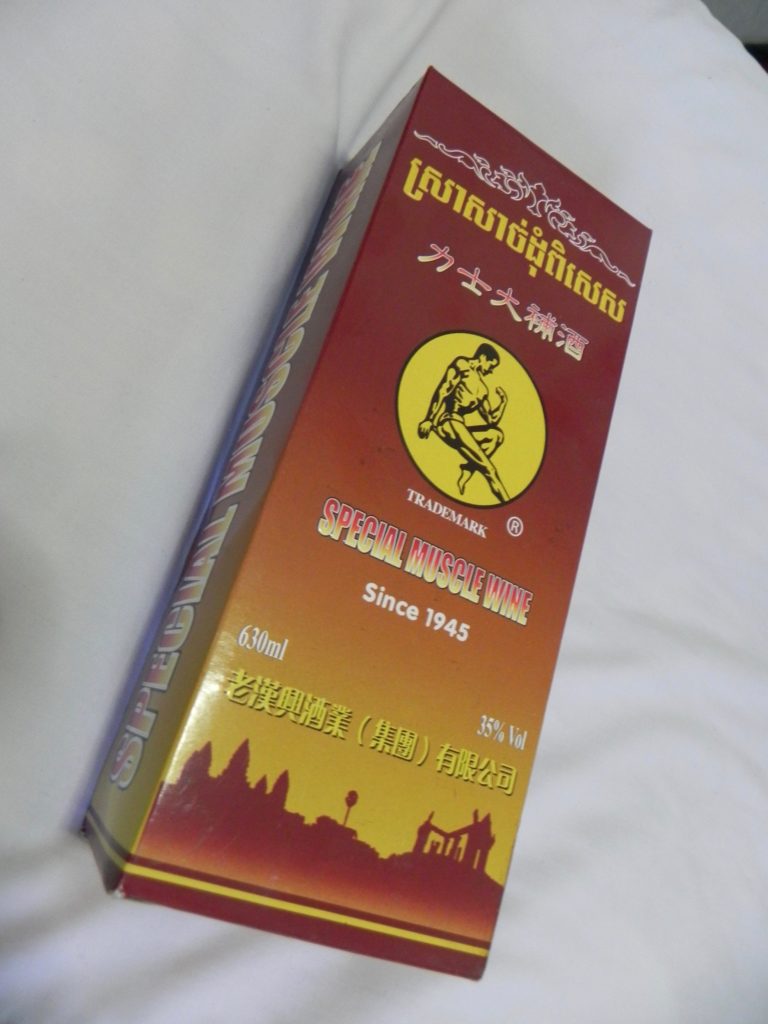 ស្រាសាច់ដុំពិសេស
力士大補酒
TRADEMARK ®
SPECIAL MUSCLE WINE
Since 1945
630ml
35% Vol
老漢興酒業（集團）有限公司
SPECIAL MUSCLE WINE